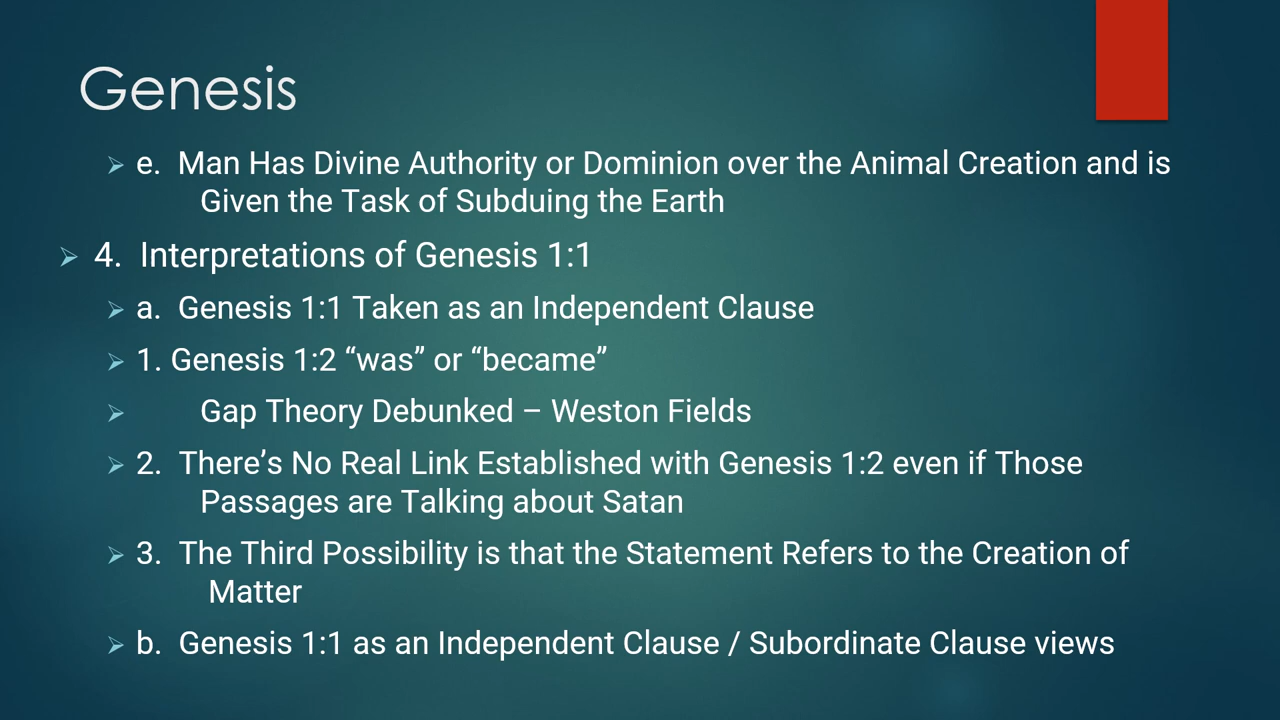 Genesis
e. Man Has Divine Authority or Dominion over the Animal Creation and is
Given the Task of Subduing the Earth
4. Interpretations of Genesis 1:1
a. Genesis 1:1 Taken as an Independent Clause
1. Genesis 1:2 “was” or “became”
Gap Theory Debunked – Weston Fields
2. There’s No Real Link Established with Genesis 1:2 even if Those
Passages are Talking about Satan
3. The Third Possibility is that the Statement Refers to the Creation of
Matter
b. Genesis 1:1 as an Independent Clause / Subordinate Clause views